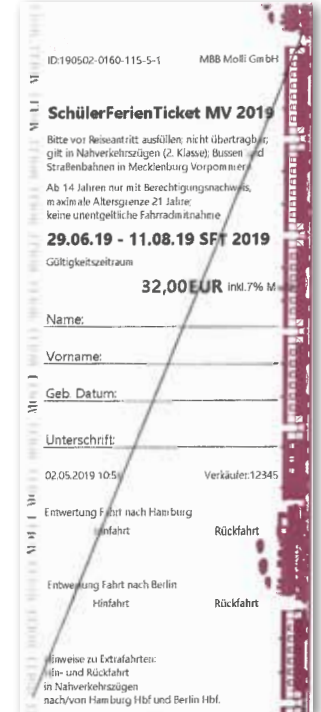 ID:190502-0160-115-5-1 MBB Molli GmbH
SchülerFerienTicket MV 2019
Bitte vor Reiseantritt ausfüllen; nicht übertragbar;
gilt in Nahverkehrszügen (2. Klasse); Bussen und
Straßenbahnen in Mecklenburg Vorpommern
Ab 14 Jahren nur mit Berechtigungsnachweis,
maximale Altersgrenze 21 Jahre;
keine unentgeltliche Fahrradmitnahme
29.06.19 - 11.08.19 SFT 2019
Gültigkeitszeitraum
32,00EUR inkl.7% M
Name:
Vorname:
Geb. Datum:
Unterschrift:
02.05.2019 10:5 Verkäufer:12345
Entwertung Fahrt nach Hamburg
Hinfahrt Rückfahrt
Entwertung Fahrt nach Berlin
Hinfahrt Rückfahrt
Hinweise zu Extrafahrten:
Hin- und Rückfahrt
in Nahverkehrszügen
nach/von Hamburg Hbf und Berlin Hbf.